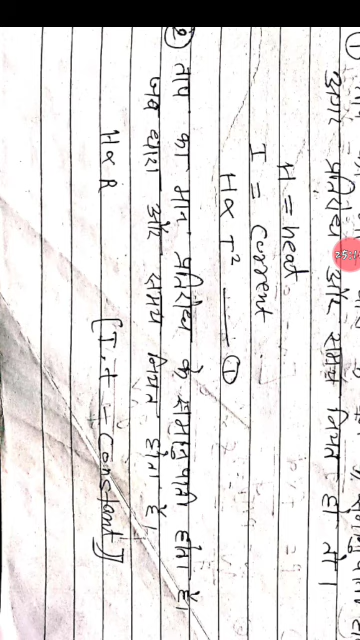 अगर प्रतिरोध और समय नियत हो तो।
H = heat
I = current
H ∝ I² ——— ①
② ताप का मान प्रतिरोध के समानुपाती होता है।
जब धारा और समय नियत होता है,
H ∝ R [I, t = constant]